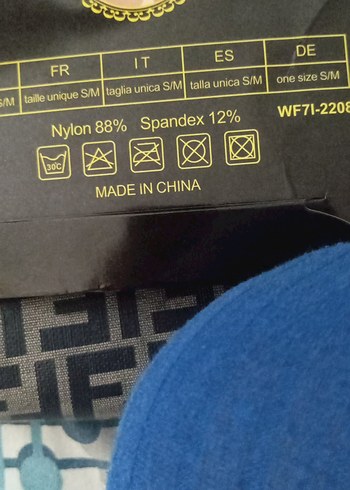 FR IT ES DE
S/M taille unique S/M taglia unica S/M talla unica S/M one size S/M
Nylon 88% Spandex 12% WF7I-2208
30C
MADE IN CHINA